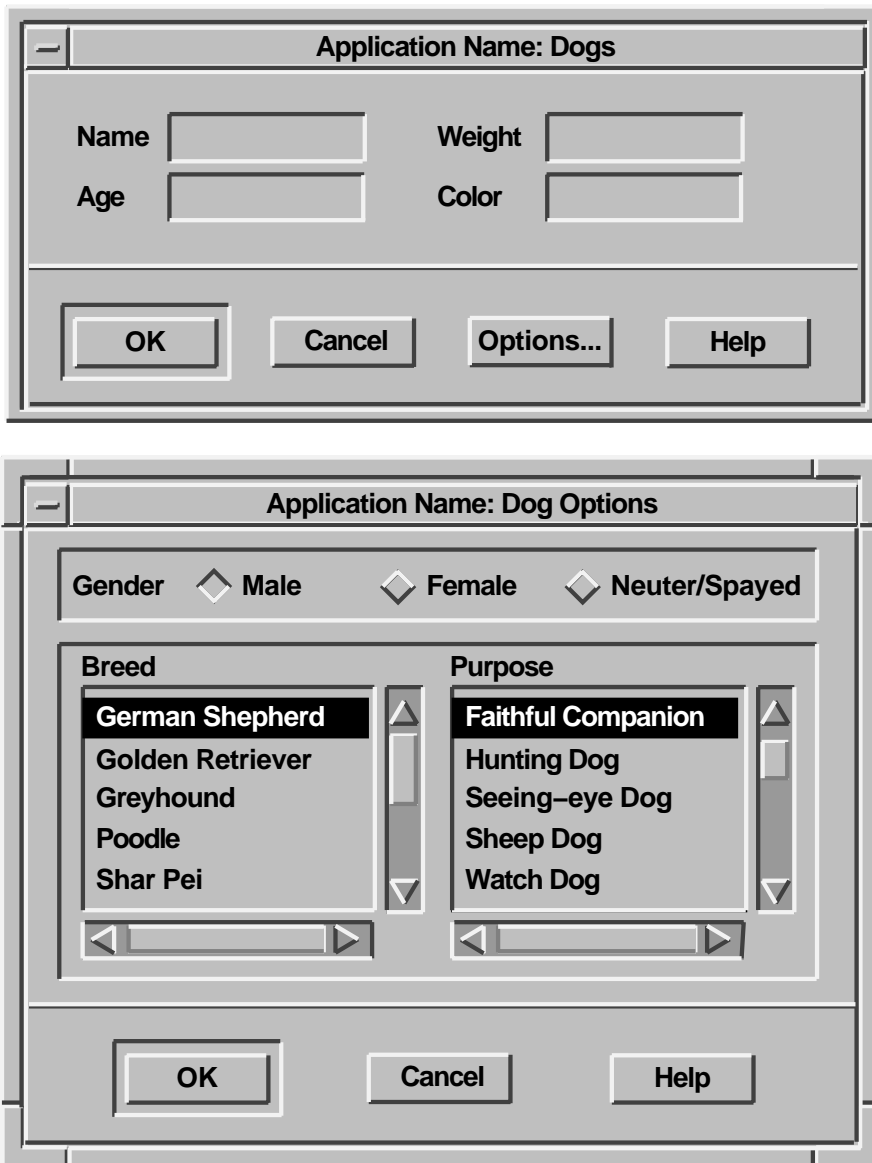 Application Name: Dogs
Name Weight
Age Color
OK Cancel Options... Help
Application Name: Dog Options
Gender Male Female Neuter/Spayed
Breed Purpose
German Shepherd Faithful Companion
Golden Retriever Hunting Dog
Greyhound Seeing–eye Dog
Poodle Sheep Dog
Shar Pei Watch Dog
OK Cancel Help